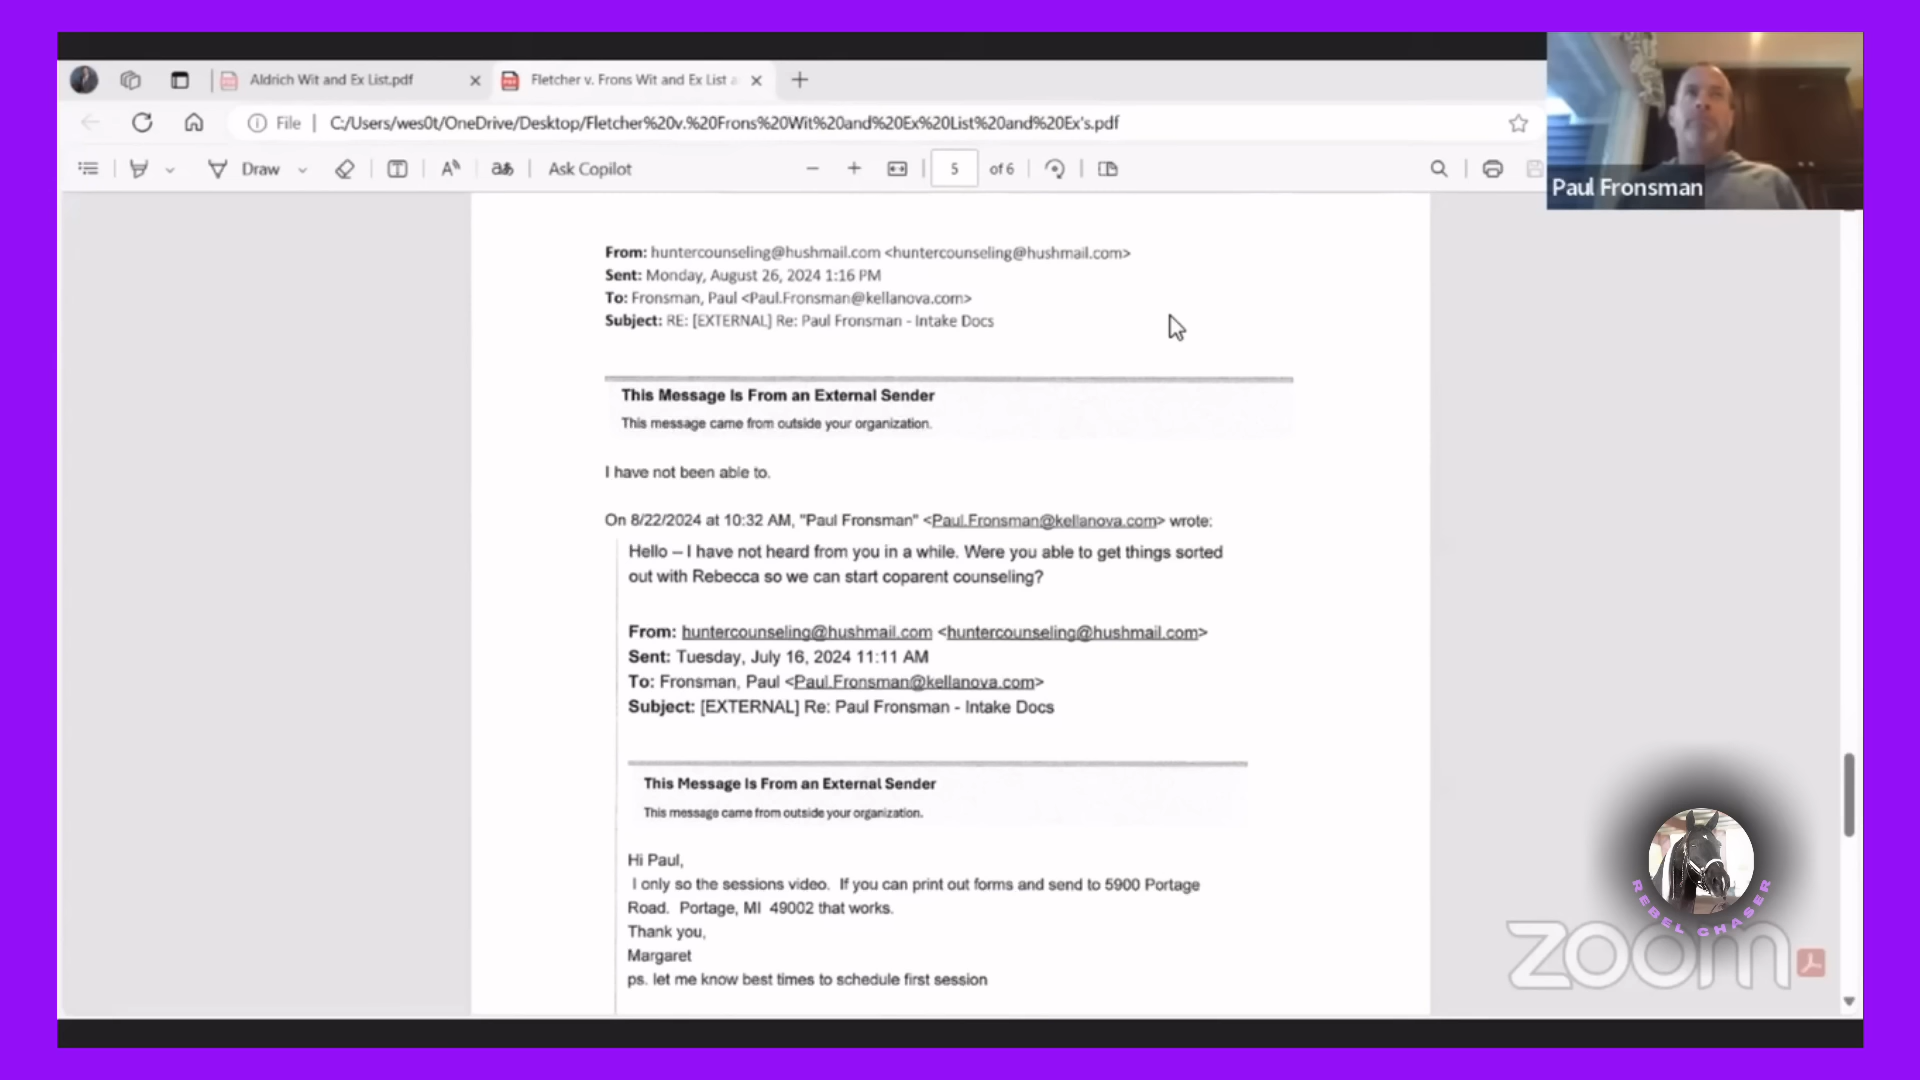 Aldrich Wit and Ex List.pdf
Fletcher v. Frons Wit and Ex List a
File
C:/Users/wes0t/OneDrive/Desktop/Fletcher%20v.%20Frons%20Wit%20and%20Ex%20List%20and%20Ex's.pdf
Draw
Ask Copilot
5 of 6
Paul Fronsman
From: huntercounseling@hushmail.com <huntercounseling@hushmail.com>
Sent: Monday, August 26, 2024 1:16 PM
To: Fronsman, Paul <Paul.Fronsman@kellanova.com>
Subject: RE: [EXTERNAL] Re: Paul Fronsman - Intake Docs
This Message Is From an External Sender
This message came from outside your organization.
I have not been able to.
On 8/22/2024 at 10:32 AM, "Paul Fronsman" <Paul.Fronsman@kellanova.com> wrote:
Hello – I have not heard from you in a while. Were you able to get things sorted
out with Rebecca so we can start coparent counseling?
From: huntercounseling@hushmail.com <huntercounseling@hushmail.com>
Sent: Tuesday, July 16, 2024 11:11 AM
To: Fronsman, Paul <Paul.Fronsman@kellanova.com>
Subject: [EXTERNAL] Re: Paul Fronsman - Intake Docs
This Message Is From an External Sender
This message came from outside your organization.
Hi Paul,
I only so the sessions video. If you can print out forms and send to 5900 Portage
Road. Portage, MI 49002 that works.
Thank you,
Margaret
ps. let me know best times to schedule first session
REBEL CHASER
zoom